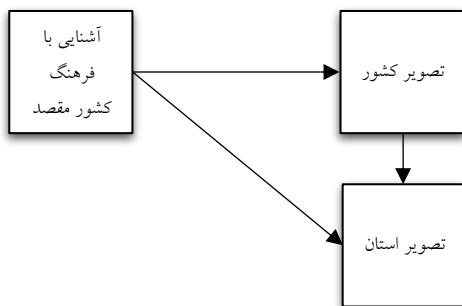 آشنایی با
فرهنگ
کشور مقصد
تصویر کشور
تصویر استان